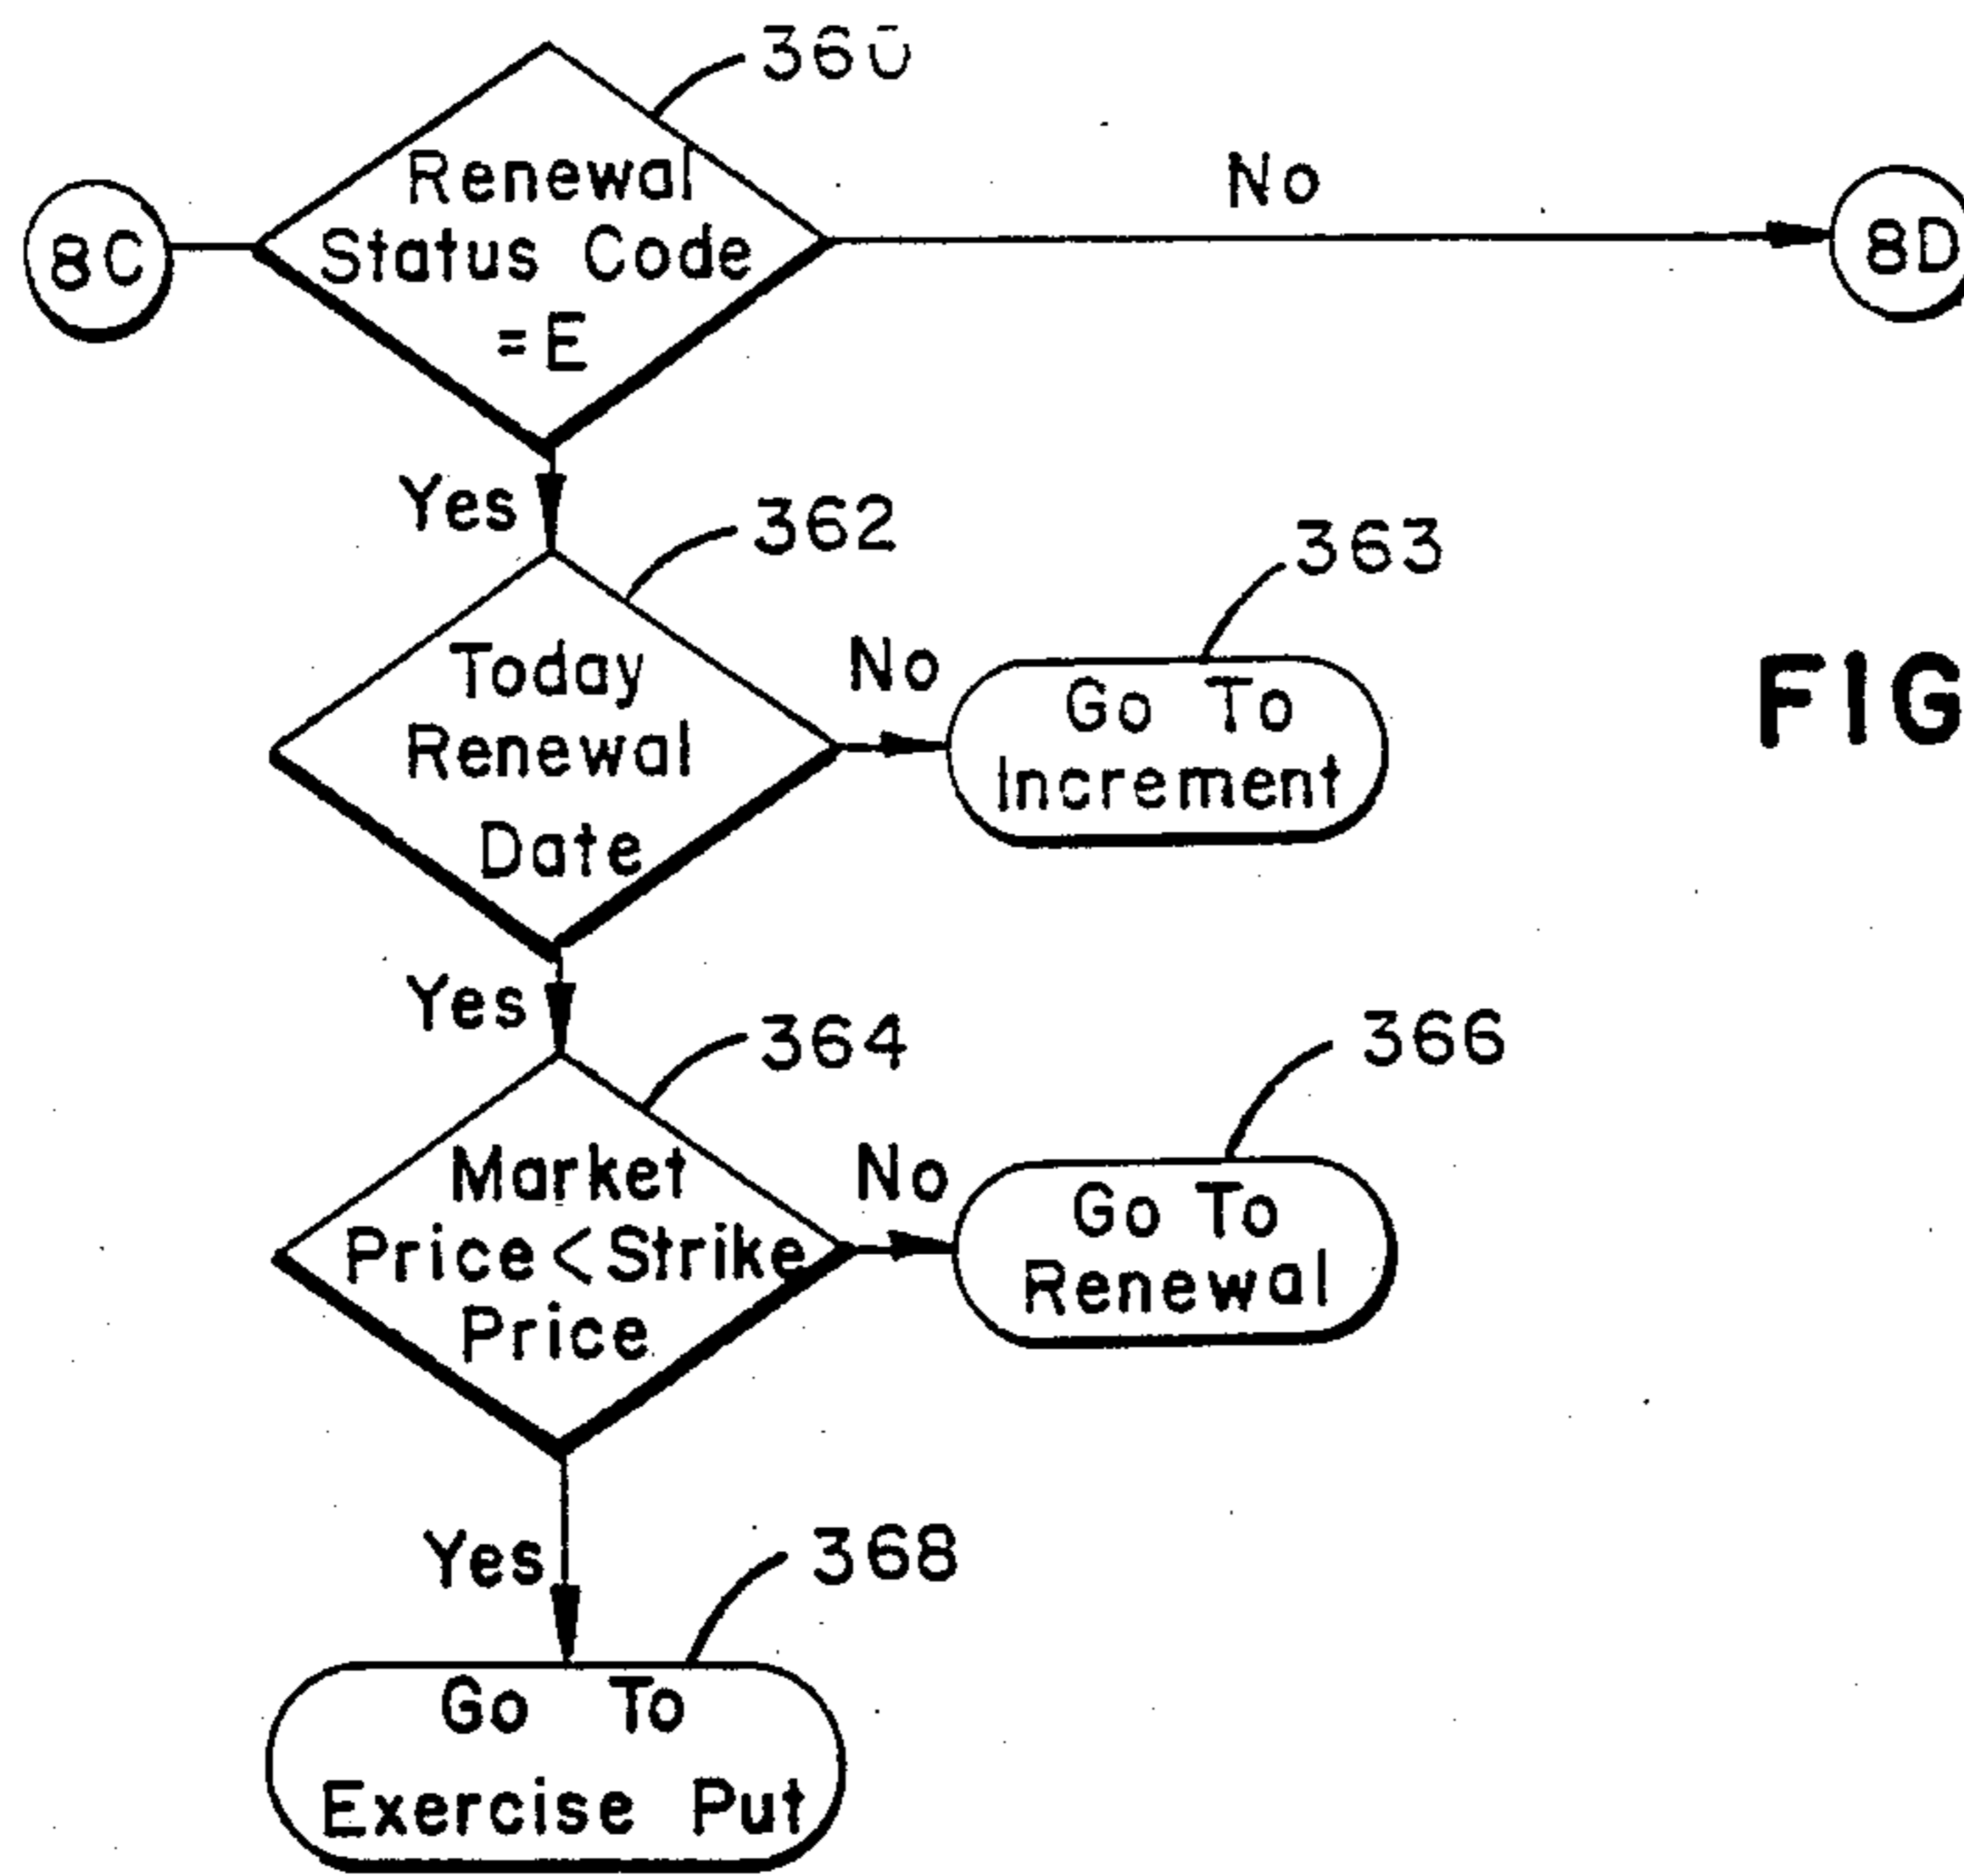 360
Renewal
Status Code
=E
8C
No
8D
Yes
362
363
Today
Renewal
Date
No
Go To
Increment
FIG
Yes
364
366
Market
Price<Strike
Price
No
Go To
Renewal
Yes
368
Go To
Exercise Put